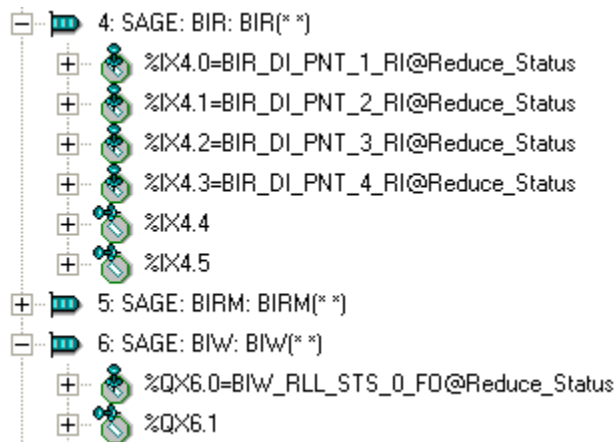 4: SAGE: BIR: BIR(* *)
%IX4.0=BIR_DI_PNT_1_RI@Reduce_Status
%IX4.1=BIR_DI_PNT_2_RI@Reduce_Status
%IX4.2=BIR_DI_PNT_3_RI@Reduce_Status
%IX4.3=BIR_DI_PNT_4_RI@Reduce_Status
%IX4.4
%IX4.5
5: SAGE: BIRM: BIRM(* *)
6: SAGE: BIW: BIW(* *)
%QX6.0=BIW_RLL_STS_0_FO@Reduce_Status
%QX6.1